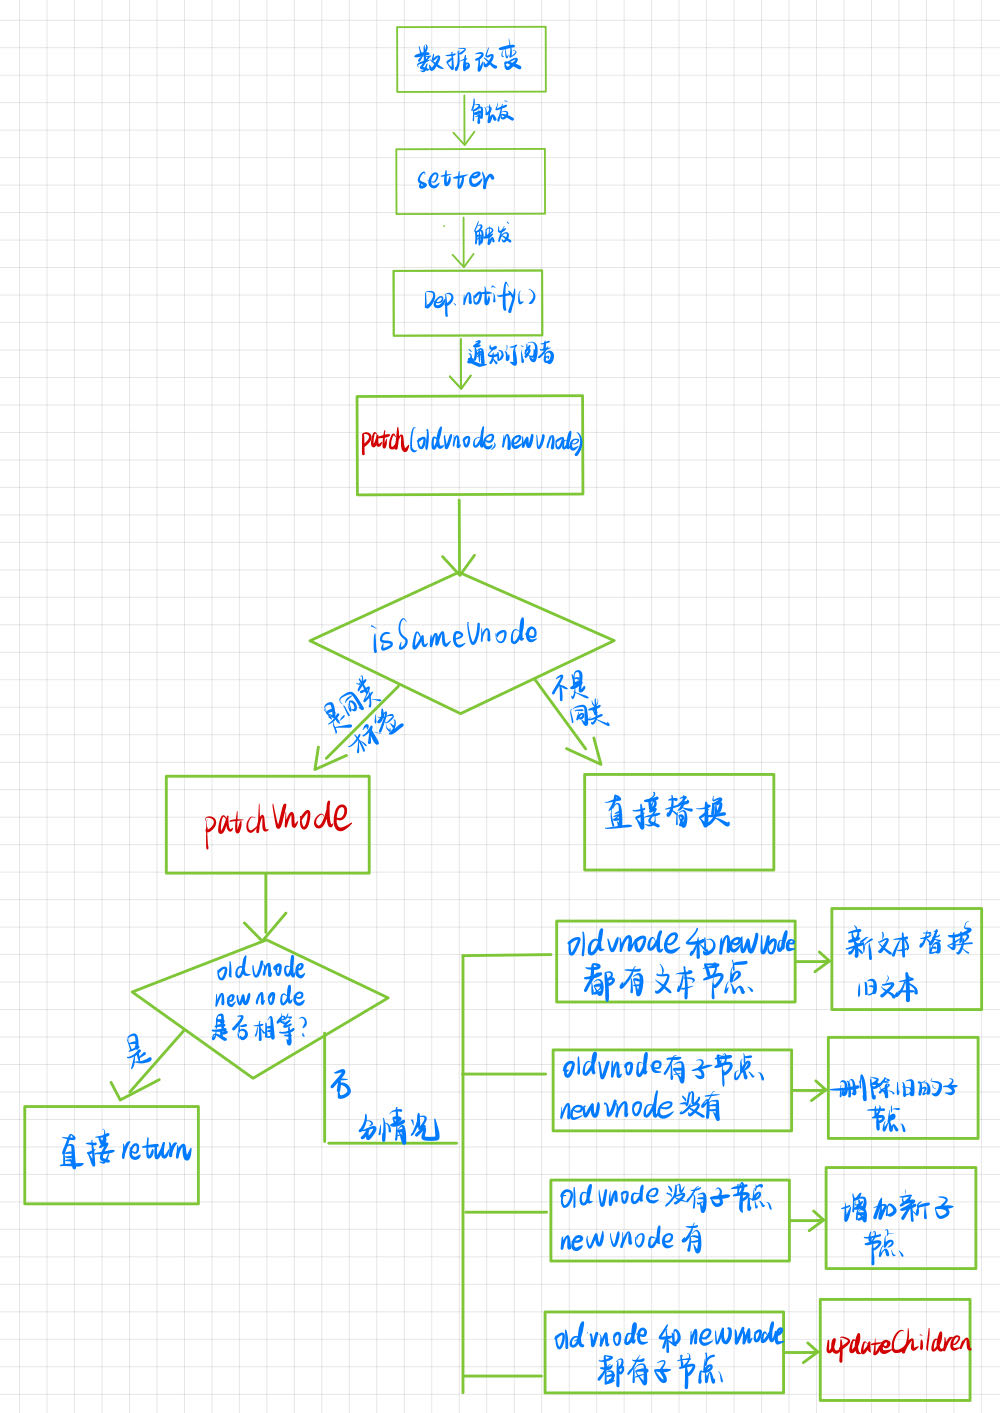 数据改变
触发
setter
触发
Dep.notify()
通知订阅者
patch(oldvnode, newvnode)
isSameVnode
是同类
标签
不是
同类
patchVnode
直接替换
oldvnode
newnode
是否相等?
是
直接return
否
分情况
oldvnode和newvnode
都有文本节点
新文本替换
旧文本
oldvnode有子节点
newvnode没有
删除旧的子
节点
oldvnode没有子节点
newvnode有
增加新子
节点
oldvnode和newvnode
都有子节点
updateChildren